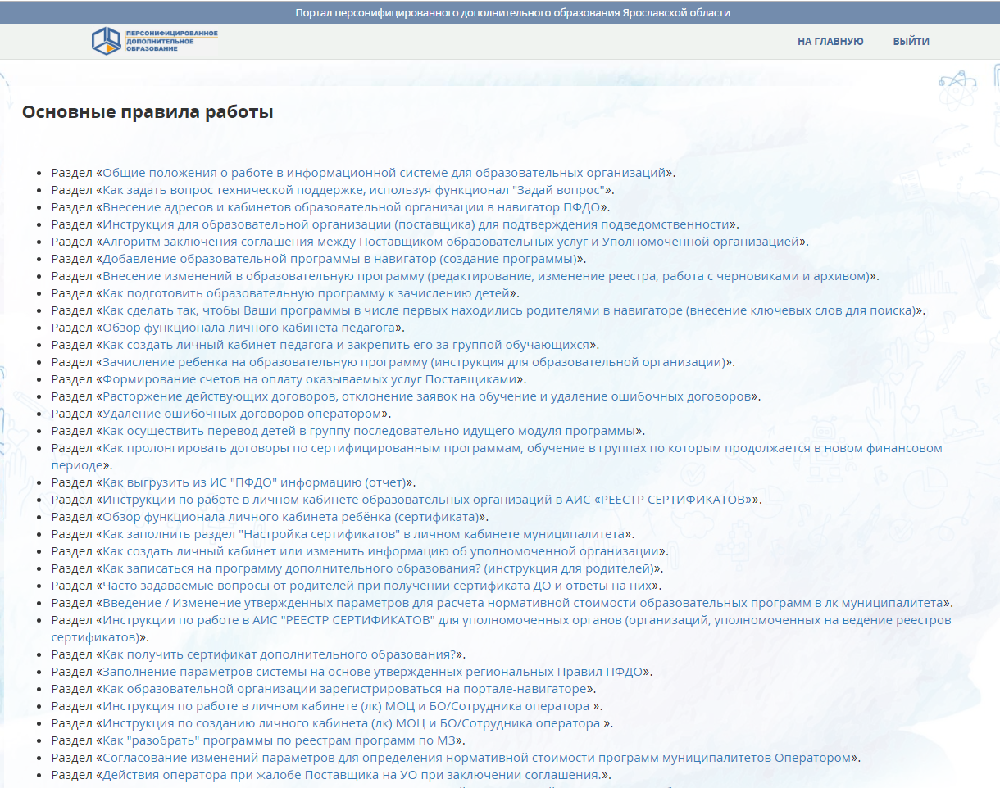 Портал персонифицированного дополнительного образования Ярославской области
ПЕРСОНИФИЦИРОВАННОЕ
ДОПОЛНИТЕЛЬНОЕ
ОБРАЗОВАНИЕ
НА ГЛАВНУЮ ВЫЙТИ
Основные правила работы
Раздел «Общие положения о работе в информационной системе для образовательных организаций».
Раздел «Как задать вопрос технической поддержке, используя функционал "Задай вопрос"».
Раздел «Внесение адресов и кабинетов образовательной организации в навигатор ПФДО».
Раздел «Инструкция для образовательной организации (поставщика) для подтверждения подведомственности».
Раздел «Алгоритм заключения соглашения между Поставщиком образовательных услуг и Уполномоченной организацией».
Раздел «Добавление образовательной программы в навигатор (создание программы)».
Раздел «Внесение изменений в образовательную программу (редактирование, изменение реестра, работа с черновиками и архивом)».
Раздел «Как подготовить образовательную программу к зачислению детей».
Раздел «Как сделать так, чтобы Ваши программы в числе первых находились родителями в навигаторе (внесение ключевых слов для поиска)».
Раздел «Обзор функционала личного кабинета педагога».
Раздел «Как создать личный кабинет педагога и закрепить его за группой обучающихся».
Раздел «Зачисление ребенка на образовательную программу (инструкция для образовательной организации)».
Раздел «Формирование счетов на оплату оказываемых услуг Поставщиками».
Раздел «Расторжение действующих договоров, отклонение заявок на обучение и удаление ошибочных договоров».
Раздел «Удаление ошибочных договоров оператором».
Раздел «Как осуществить перевод детей в группу последовательно идущего модуля программы».
Раздел «Как пролонгировать договоры по сертифицированным программам, обучение в группах по которым продолжается в новом финансовом
периоде».
Раздел «Как выгрузить из ИС "ПФДО" информацию (отчёт)».
Раздел «Инструкции по работе в личном кабинете образовательных организаций в АИС «РЕЕСТР СЕРТИФИКАТОВ»».
Раздел «Обзор функционала личного кабинета ребёнка (сертификата)».
Раздел «Как заполнить раздел "Настройка сертификатов" в личном кабинете муниципалитета».
Раздел «Как создать личный кабинет или изменить информацию об уполномоченной организации».
Раздел «Как записаться на программу дополнительного образования? (инструкция для родителей)».
Раздел «Часто задаваемые вопросы от родителей при получении сертификата ДО и ответы на них».
Раздел «Введение / Изменение утвержденных параметров для расчета нормативной стоимости образовательных программ в лк муниципалитета».
Раздел «Инструкции по работе в АИС "РЕЕСТР СЕРТИФИКАТОВ" для уполномоченных органов (организаций, уполномоченных на ведение реестров
сертификатов)».
Раздел «Как получить сертификат дополнительного образования?».
Раздел «Заполнение параметров системы на основе утвержденных региональных Правил ПФДО».
Раздел «Как образовательной организации зарегистрироваться на портале-навигаторе».
Раздел «Инструкция по работе в личном кабинете (лк) МОЦ и БО/Сотрудника оператора ».
Раздел «Инструкция по созданию личного кабинета (лк) МОЦ и БО/Сотрудника оператора ».
Раздел «Как "разобрать" программы по реестрам программ по МЗ».
Раздел «Согласование изменений параметров для определения нормативной стоимости программ муниципалитетов Оператором».
Раздел «Действия оператора при жалобе Поставщика на УО при заключении соглашения.».